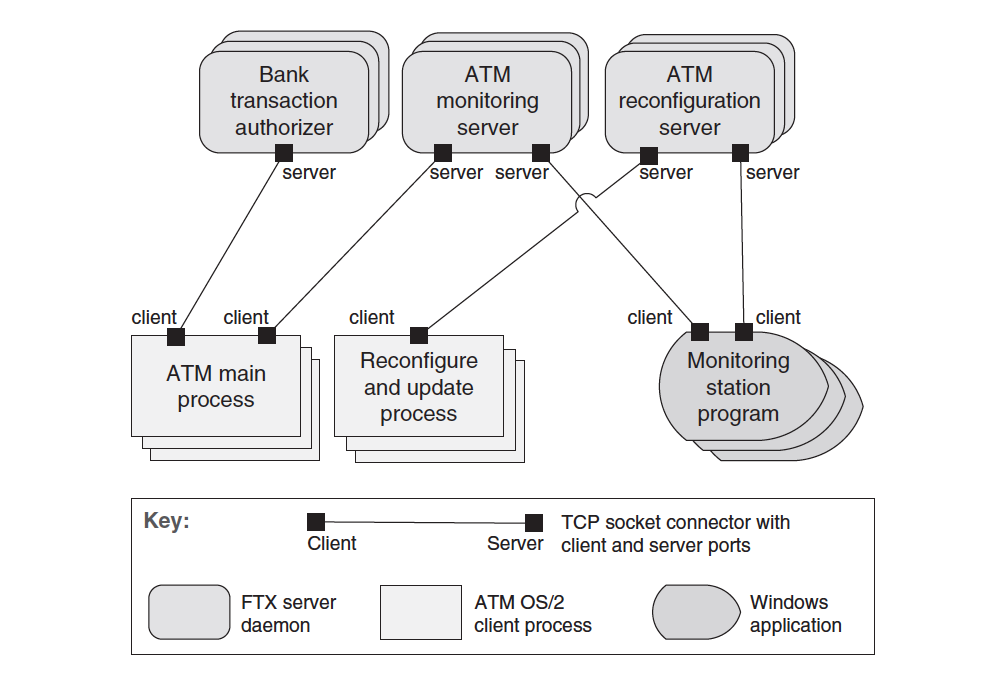 Bank
transaction
authorizer
ATM
monitoring
server
ATM
reconfiguration
server
server
server
server
server
server
client
client
client
client
client
ATM main
process
Reconfigure
and update
process
Monitoring
station
program
Key:
Client
Server
TCP socket connector with
client and server ports
FTX server
daemon
ATM OS/2
client process
Windows
application